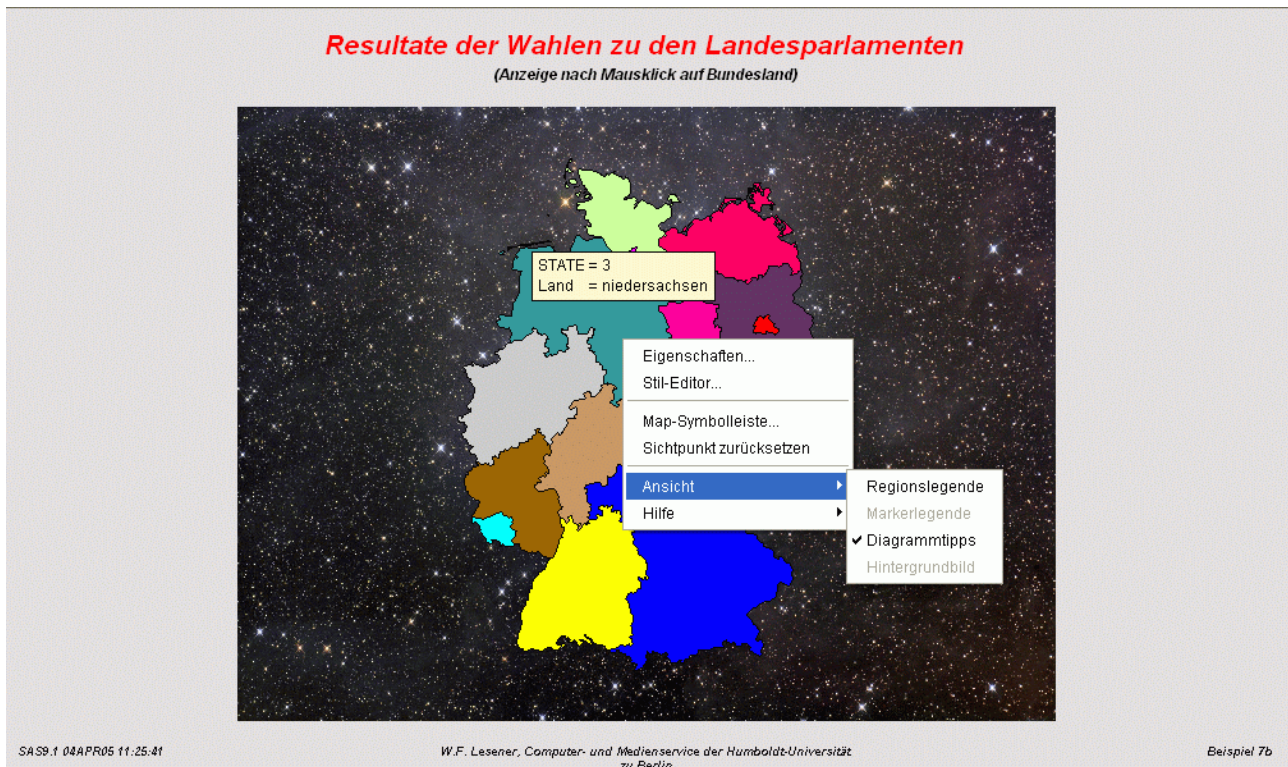 Resultate der Wahlen zu den Landesparlamenten
(Anzeige nach Mausklick auf Bundesland)
STATE = 3
Land = niedersachsen
Eigenschaften...
Stil-Editor...
Map-Symbolleiste...
Sichtpunkt zurücksetzen
Ansicht
Hilfe
Regionslegende
Markerlegende
Diagrammtipps
Hintergrundbild
SAS9.1 04APR05 11:25:41
W.F. Lesener, Computer- und Medienservice der Humboldt-Universität
zu Berlin
Beispiel 7b